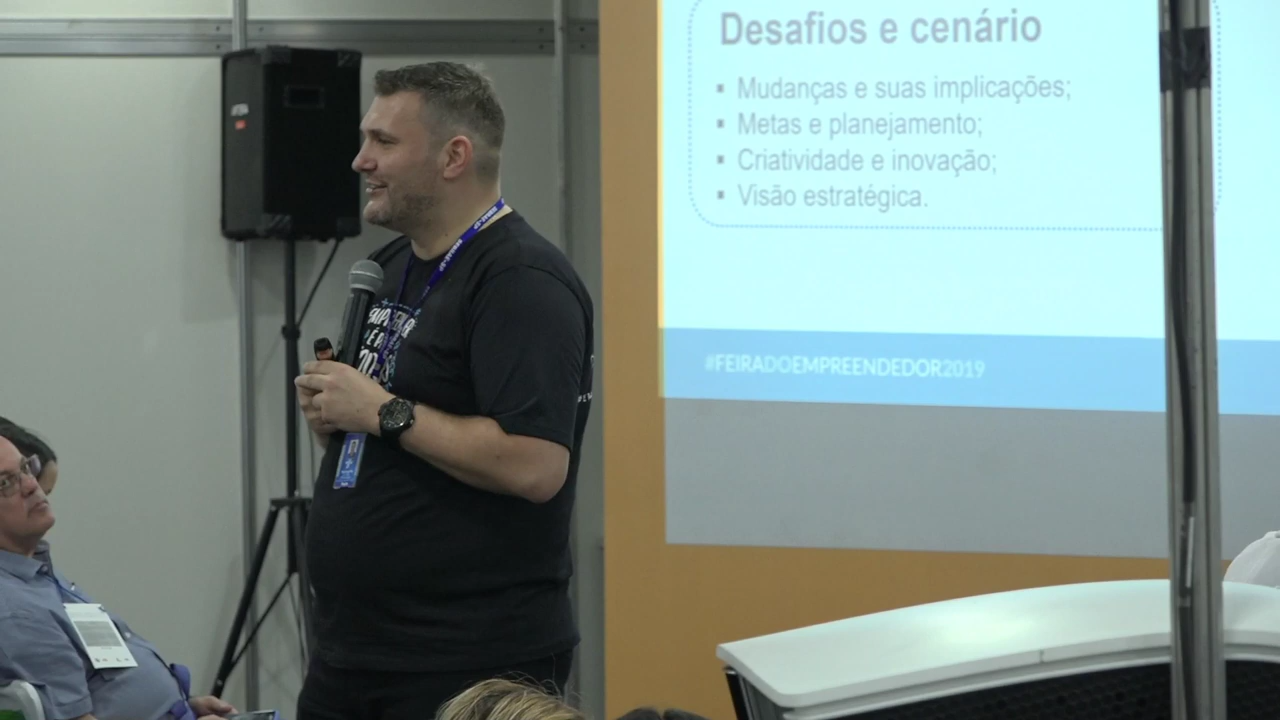 Desafios e cenário
▪ Mudanças e suas implicações;
▪ Metas e planejamento;
▪ Criatividade e inovação;
▪ Visão estratégica.
#FEIRADOEMPREENDEDOR2019